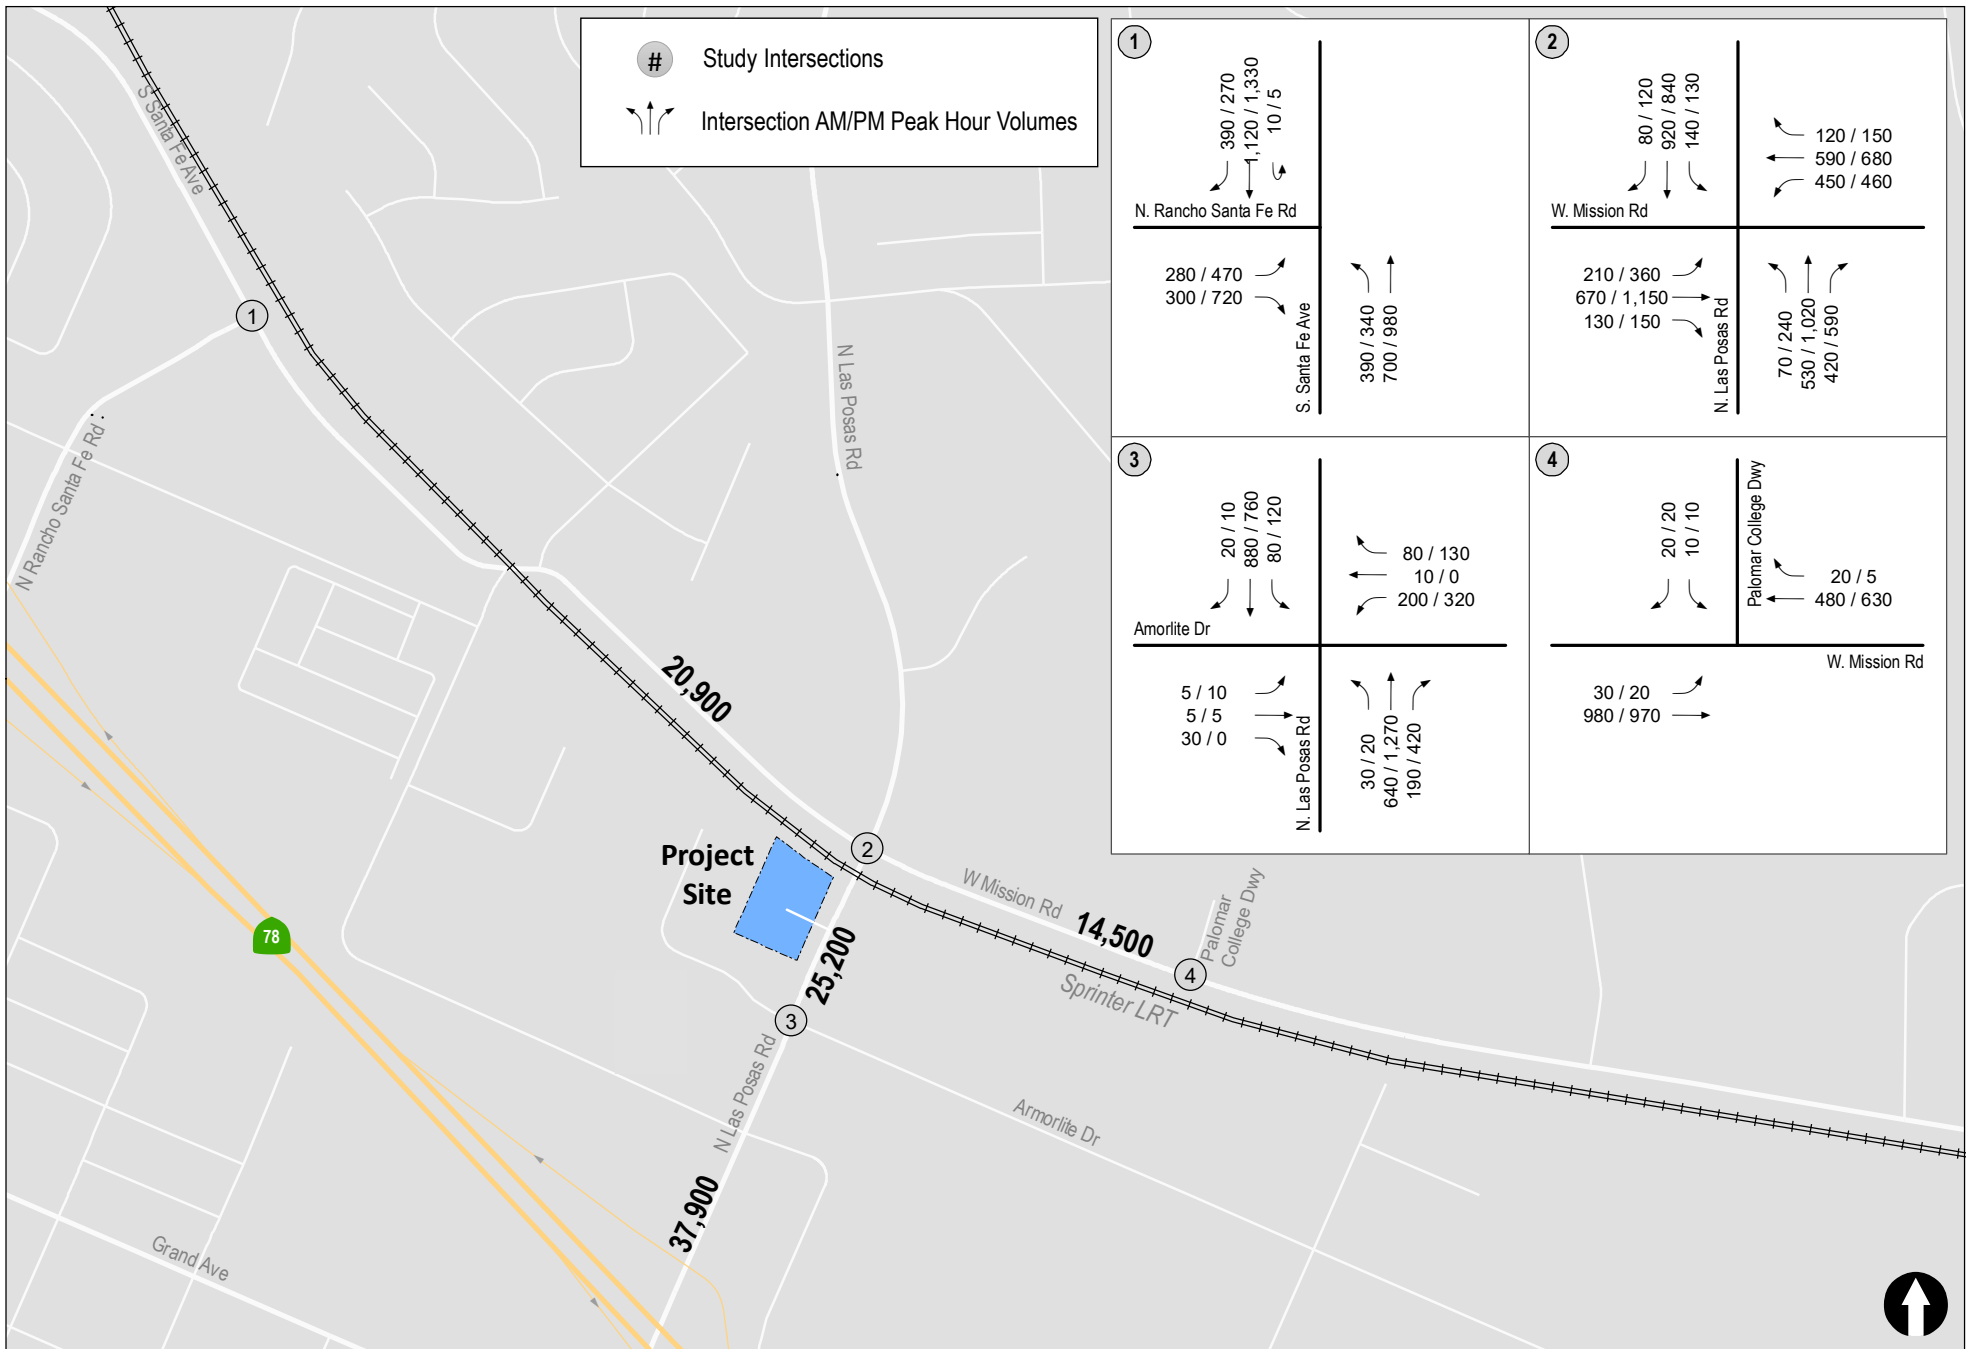 #
Study Intersections
Intersection AM/PM Peak Hour Volumes
1
390 / 270
1,120 / 1,330
10 / 5
N. Rancho Santa Fe Rd
280 / 470
300 / 720
S. Santa Fe Ave
390 / 340
700 / 980
2
80 / 120
920 / 840
140 / 130
120 / 150
590 / 680
450 / 460
W. Mission Rd
210 / 360
670 / 1,150
130 / 150
N. Las Posas Rd
70 / 240
530 / 1,020
420 / 590
3
20 / 10
880 / 760
80 / 120
80 / 130
10 / 0
200 / 320
Amorlite Dr
5 / 10
5 / 5
30 / 0
N. Las Posas Rd
30 / 20
640 / 1,270
190 / 420
4
20 / 20
10 / 10
Palomar College Dwy
20 / 5
480 / 630
W. Mission Rd
30 / 20
980 / 970
S Santa Fe Ave
1
N Rancho Santa Fe Rd
N Las Posas Rd
20,900
Project
Site
2
W Mission Rd
14,500
Palomar
College Dwy
4
Sprinter LRT
25,200
78
3
N Las Posas Rd
Armorlite Dr
37,900
Grand Ave